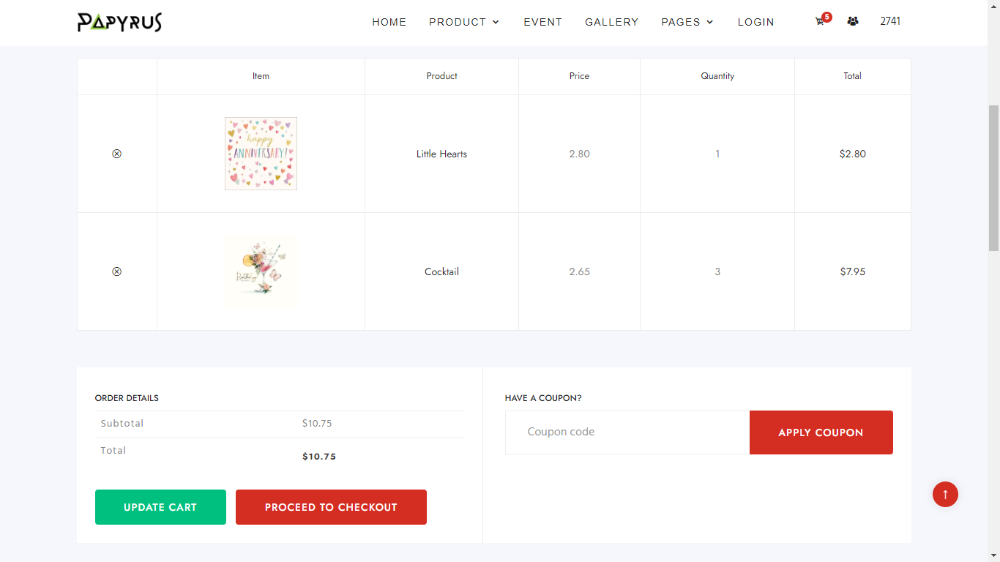 PAPYRUS
HOME PRODUCT EVENT GALLERY PAGES LOGIN 5 2741
Item Product Price Quantity Total
happy
ANNIVERSARY!
Little Hearts 2.80 1 $2.80
Cocktail 2.65 3 $7.95
ORDER DETAILS
Subtotal $10.75
Total $10.75
UPDATE CART PROCEED TO CHECKOUT
HAVE A COUPON?
Coupon code APPLY COUPON